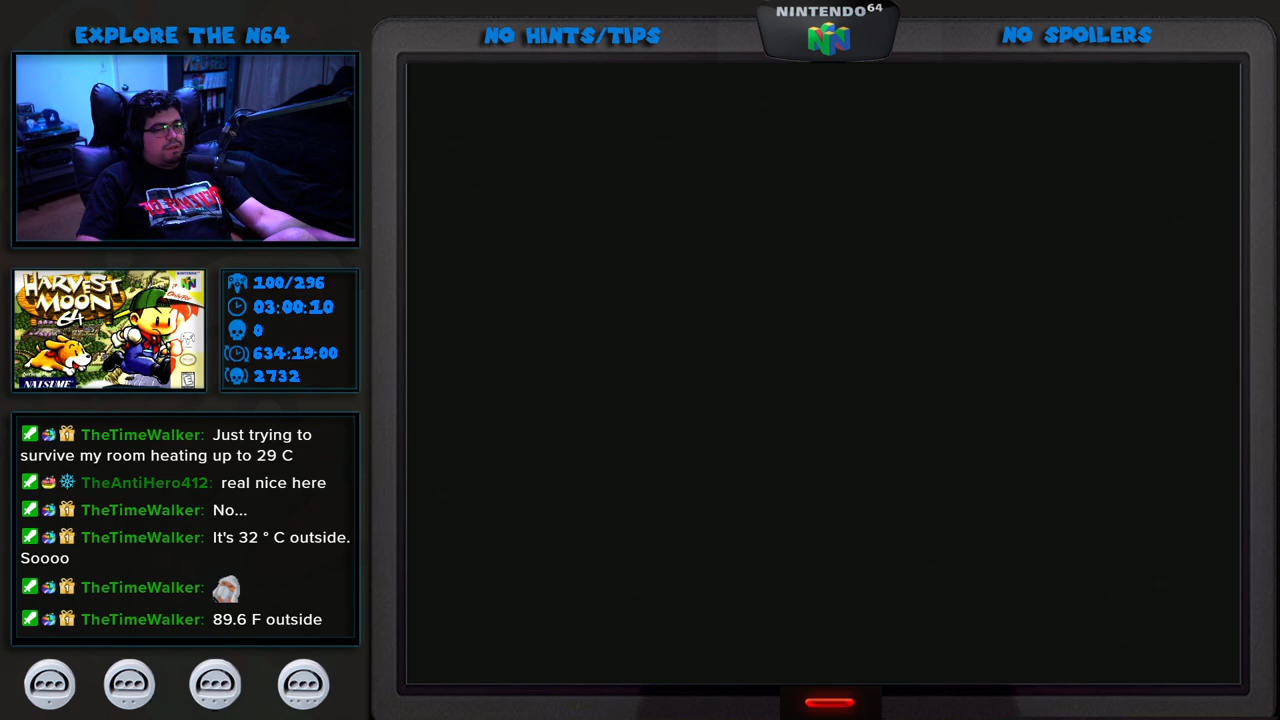 EXPLORE THE N64
NO HINTS/TIPS
NINTENDO64
NO SPOILERS
HARVEST
MOON
64
NATSUME
100/296
03:00:10
0
634:19:00
2732
TheTimeWalker: Just trying to
survive my room heating up to 29 C
TheAntiHero412: real nice here
TheTimeWalker: No...
TheTimeWalker: It's 32 ° C outside.
Soooo
TheTimeWalker:
TheTimeWalker: 89.6 F outside